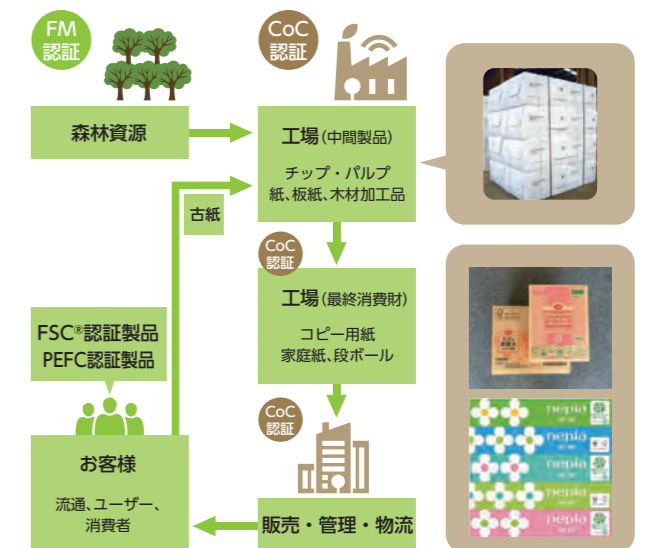 FM
認証
CoC
認証
森林資源
工場(中間製品)
チップ・パルプ
紙、板紙、木材加工品
古紙
CoC
認証
工場(最終消費財)
コピー用紙
家庭紙、段ボール
FSC®認証製品
PEFC認証製品
CoC
認証
お客様
流通、ユーザー、
消費者
販売・管理・物流
nepia
nepia
nepia
nepia
nepia